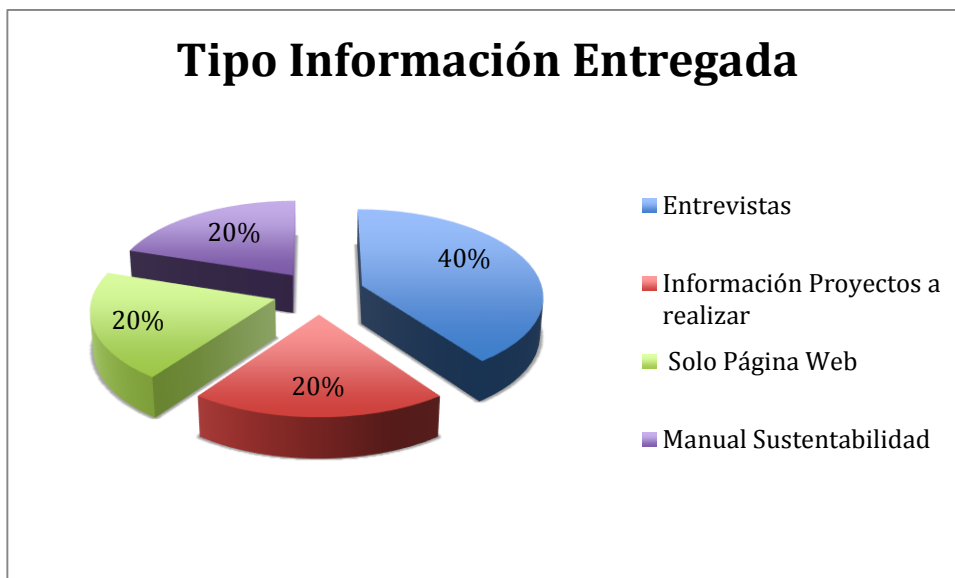 Tipo Información Entregada
20%
40%
20%
20%
Entrevistas
Información Proyectos a
realizar
Solo Página Web
Manual Sustentabilidad